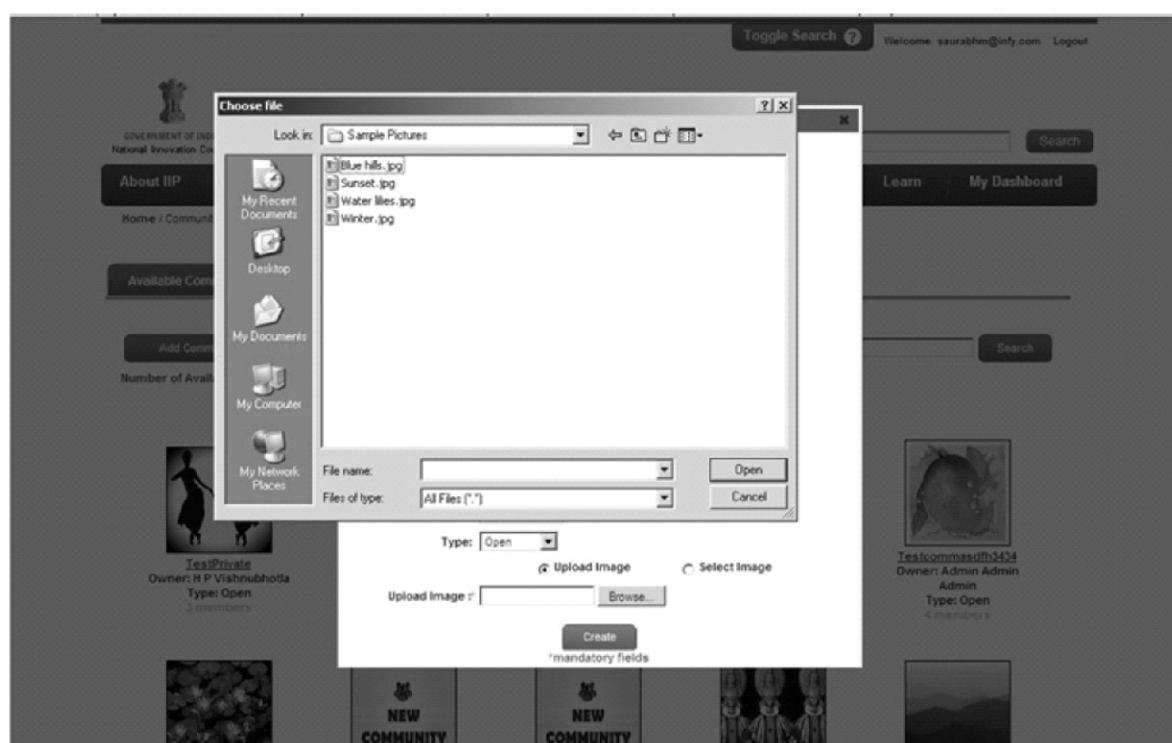 Toggle Search ?
Welcome saurabhm@infy.com Logout
Choose file
Look in: Sample Pictures
GOVERNMENT OF
National Innovation
Search
About IIP
Learn
My Dashboard
Home /
My Recent
Documents
Blue hills.jpg
Sunset.jpg
Water lilies.jpg
Winter.jpg
Desktop
Available
My Documents
Add
Search
Number of
My Computer
My Network
Places
File name:
Open
Files of type: All Files (*.*)
Cancel
Type: Open
Upload Image
Select Image
Upload Image :* Browse...
Create
*mandatory fields
TestPrivate
Owner: H P Vishnubhotla
Type: Open
3 members
Testcommasdfh3434
Owner: Admin Admin
Admin
Type: Open
4 members
NEW
COMMUNITY
NEW
COMMUNITY